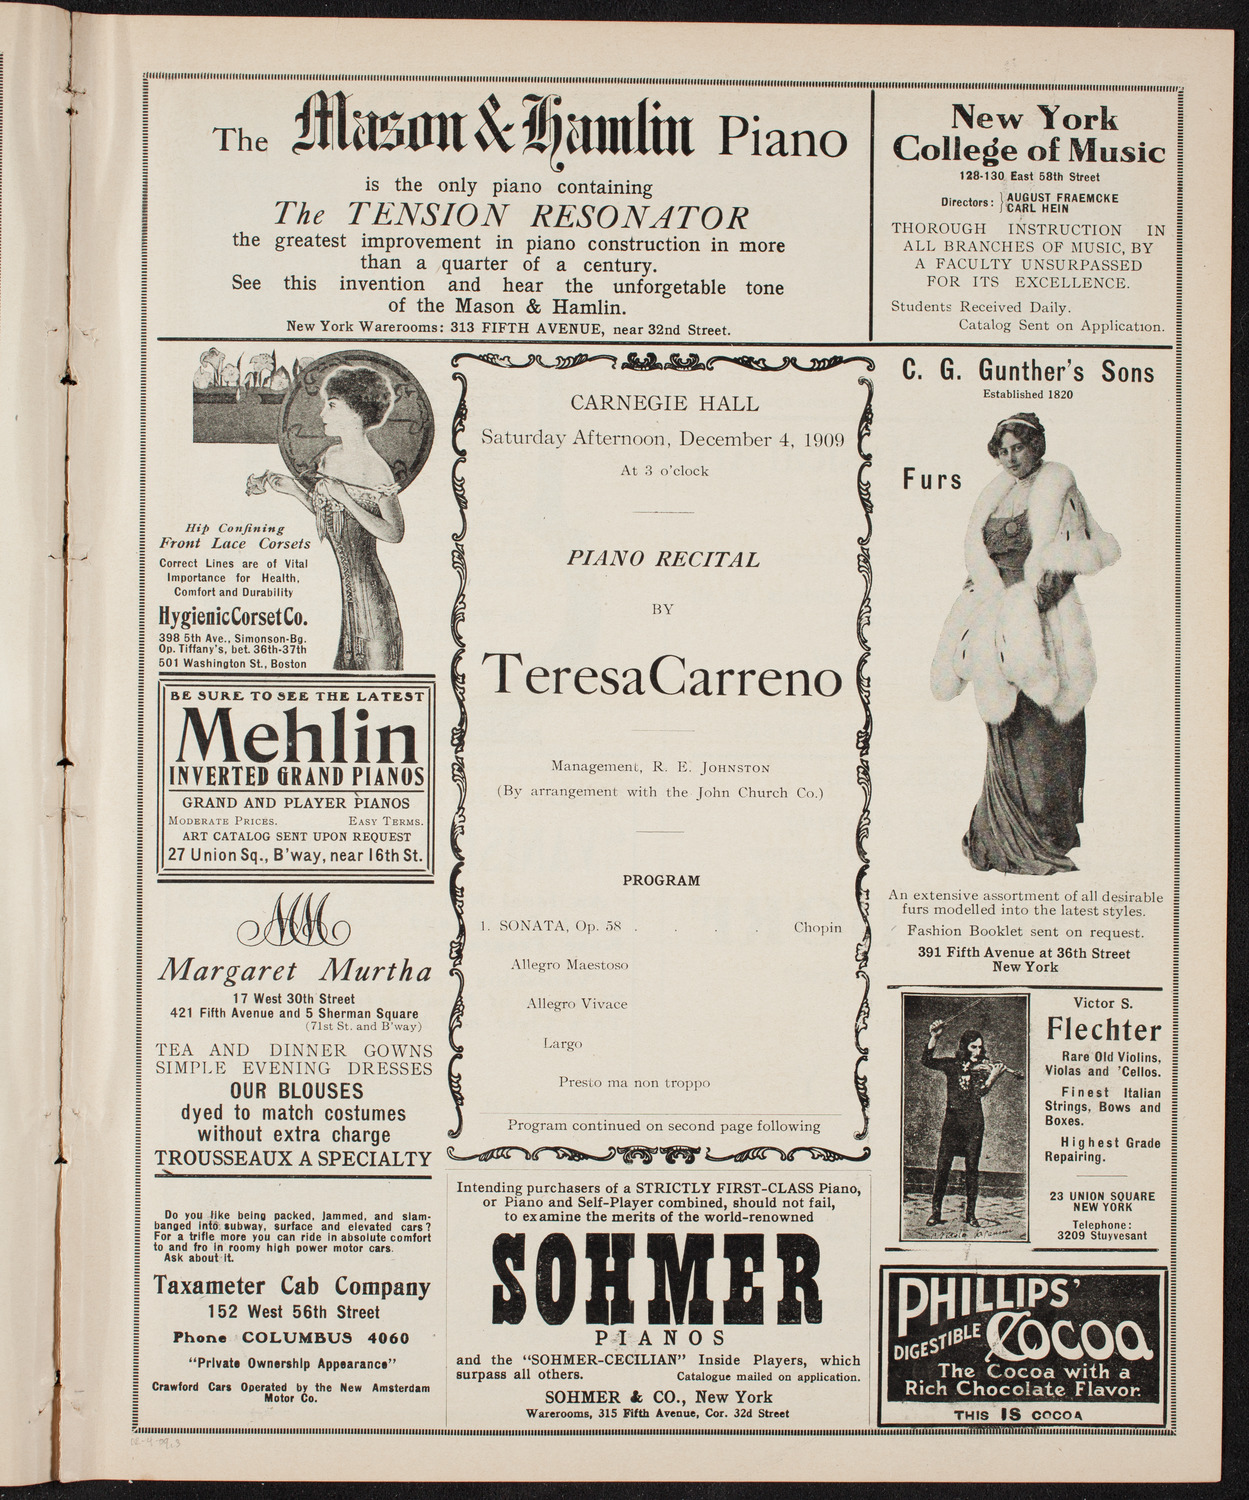 The Mason & Hamlin Piano
is the only piano containing
The TENSION RESONATOR
the greatest improvement in piano construction in more
than a quarter of a century.
See this invention and hear the unforgetable tone
of the Mason & Hamlin.
New York Warerooms: 313 FIFTH AVENUE, near 32nd Street.
New York
College of Music
128-130 East 58th Street
Directors: AUGUST FRAEMCKE
CARL HEIN
THOROUGH INSTRUCTION IN
ALL BRANCHES OF MUSIC, BY
A FACULTY UNSURPASSED
FOR ITS EXCELLENCE.
Students Received Daily.
Catalog Sent on Application.
Hip Confining
Front Lace Corsets
Correct Lines are of Vital
Importance for Health,
Comfort and Durability
Hygienic Corset Co.
398 5th Ave., Simonson-Bg.
Op. Tiffany's, bet. 36th-37th
501 Washington St., Boston
BE SURE TO SEE THE LATEST
Mehlin
INVERTED GRAND PIANOS
GRAND AND PLAYER PIANOS
MODERATE PRICES. EASY TERMS.
ART CATALOG SENT UPON REQUEST
27 Union Sq., B'way, near 16th St.
MM
Margaret Murtha
17 West 30th Street
421 Fifth Avenue and 5 Sherman Square
(71st St. and B'way)
TEA AND DINNER GOWNS
SIMPLE EVENING DRESSES
OUR BLOUSES
dyed to match costumes
without extra charge
TROUSSEAUX A SPECIALTY
Do you like being packed, jammed, and slam-
banged into subway, surface and elevated cars?
For a trifle more you can ride in absolute comfort
to and fro in roomy high power motor cars.
Ask about it.
Taxameter Cab Company
152 West 56th Street
Phone COLUMBUS 4060
"Private Ownership Appearance"
Crawford Cars Operated by the New Amsterdam
Motor Co.
CARNEGIE HALL
Saturday Afternoon, December 4, 1909
At 3 o'clock
PIANO RECITAL
BY
Teresa Carreno
Management, R. E. JOHNSTON
(By arrangement with the John Church Co.)
PROGRAM
1. SONATA, Op. 58 . . . . Chopin
Allegro Maestoso
Allegro Vivace
Largo
Presto ma non troppo
Program continued on second page following
Intending purchasers of a STRICTLY FIRST-CLASS Piano,
or Piano and Self-Player combined, should not fail,
to examine the merits of the world-renowned
SOHMER
PIANOS
and the "SOHMER-CECILIAN" Inside Players, which
surpass all others. Catalogue mailed on application.
SOHMER & CO., New York
Warerooms, 315 Fifth Avenue, Cor. 32d Street
C. G. Gunther's Sons
Established 1820
Furs
An extensive assortment of all desirable
furs modelled into the latest styles.
Fashion Booklet sent on request.
391 Fifth Avenue at 36th Street
New York
Victor S.
Flechter
Rare Old Violins,
Violas and 'Cellos.
Finest Italian
Strings, Bows and
Boxes.
Highest Grade
Repairing.
23 UNION SQUARE
NEW YORK
Telephone:
3209 Stuyvesant
PHILLIPS'
DIGESTIBLE COCOA
The Cocoa with a
Rich Chocolate Flavor.
THIS IS COCOA